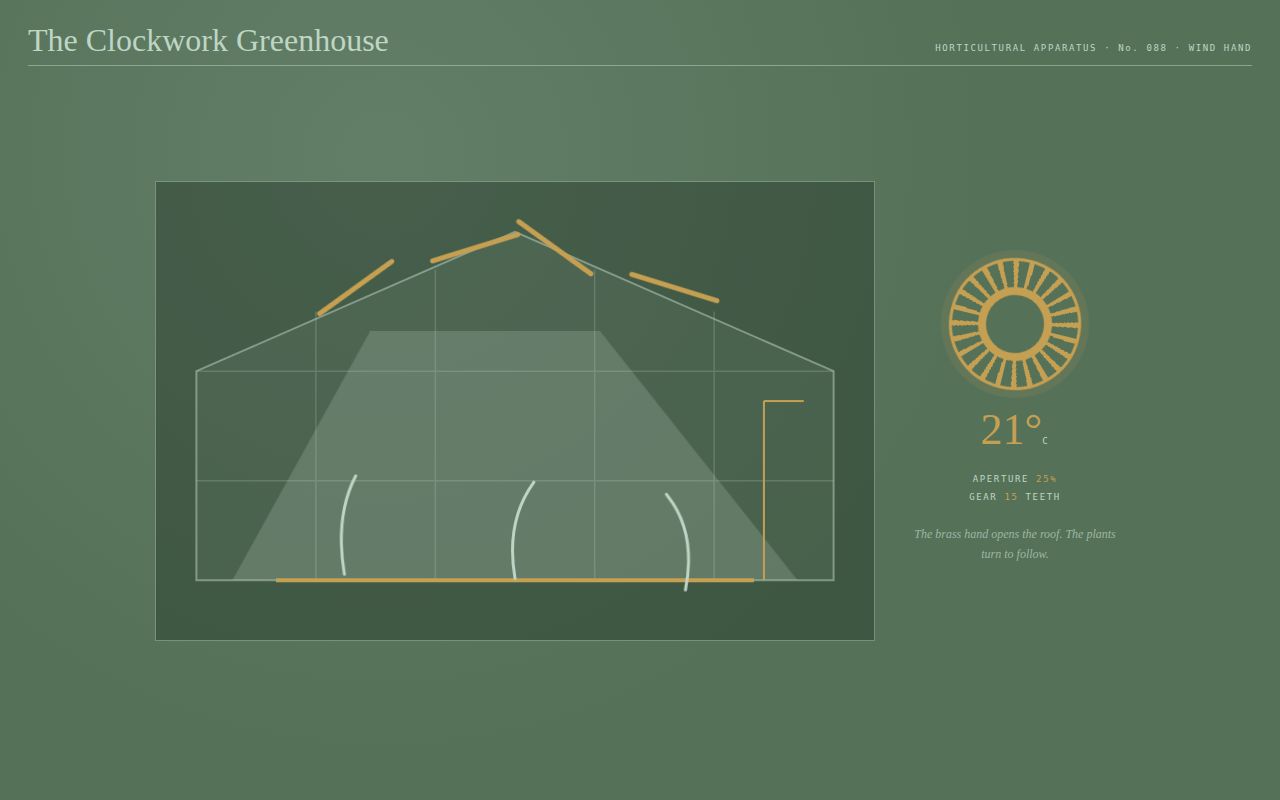 The Clockwork Greenhouse
HORTICULTURAL APPARATUS · No. 088 · WIND HAND
21° C
APERTURE 25%
GEAR 15 TEETH
The brass hand opens the roof. The plants
turn to follow.